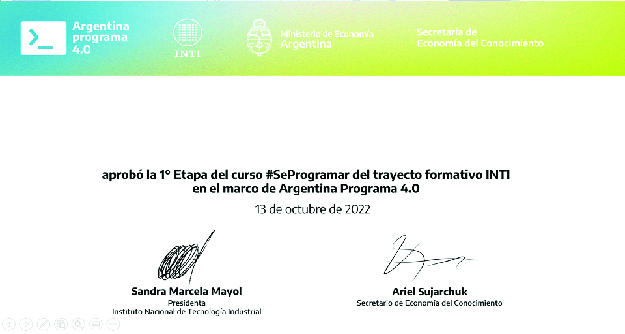 Argentina
programa
4.0
INTI
Ministerio de Economía
Argentina
Secretaría de
Economía del Conocimiento
aprobó la 1° Etapa del curso #SeProgramar del trayecto formativo INTI
en el marco de Argentina Programa 4.0
13 de octubre de 2022
Sandra Marcela Mayol
Presidenta
Instituto Nacional de Tecnología Industrial
Ariel Sujarchuk
Secretario de Economía del Conocimiento